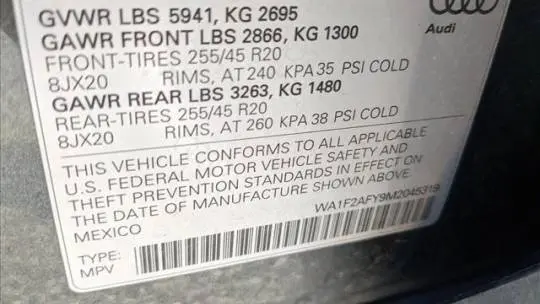 GVWR LBS 5941, KG 2695
GAWR FRONT LBS 2866, KG 1300
FRONT-TIRES 255/45 R20
8JX20 RIMS, AT 240 KPA 35 PSI COLD
GAWR REAR LBS 3263, KG 1480
REAR-TIRES 255/45 R20
8JX20 RIMS, AT 260 KPA 38 PSI COLD
Audi
THIS VEHICLE CONFORMS TO ALL APPLICABLE
U.S. FEDERAL MOTOR VEHICLE SAFETY AND
THEFT PREVENTION STANDARDS IN EFFECT ON
THE DATE OF MANUFACTURE SHOWN ABOVE.
MEXICO
WA1F2AFY9M2045319
TYPE:
MPV